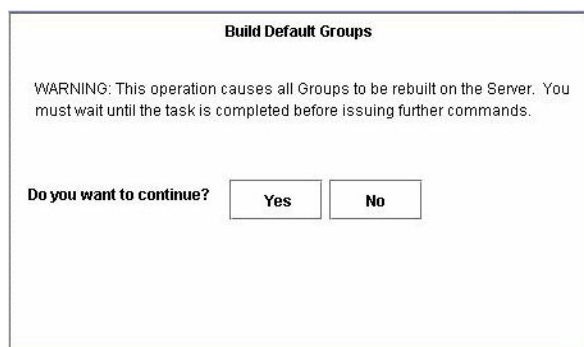 Build Default Groups
WARNING: This operation causes all Groups to be rebuilt on the Server. You
must wait until the task is completed before issuing further commands.
Do you want to continue? Yes No